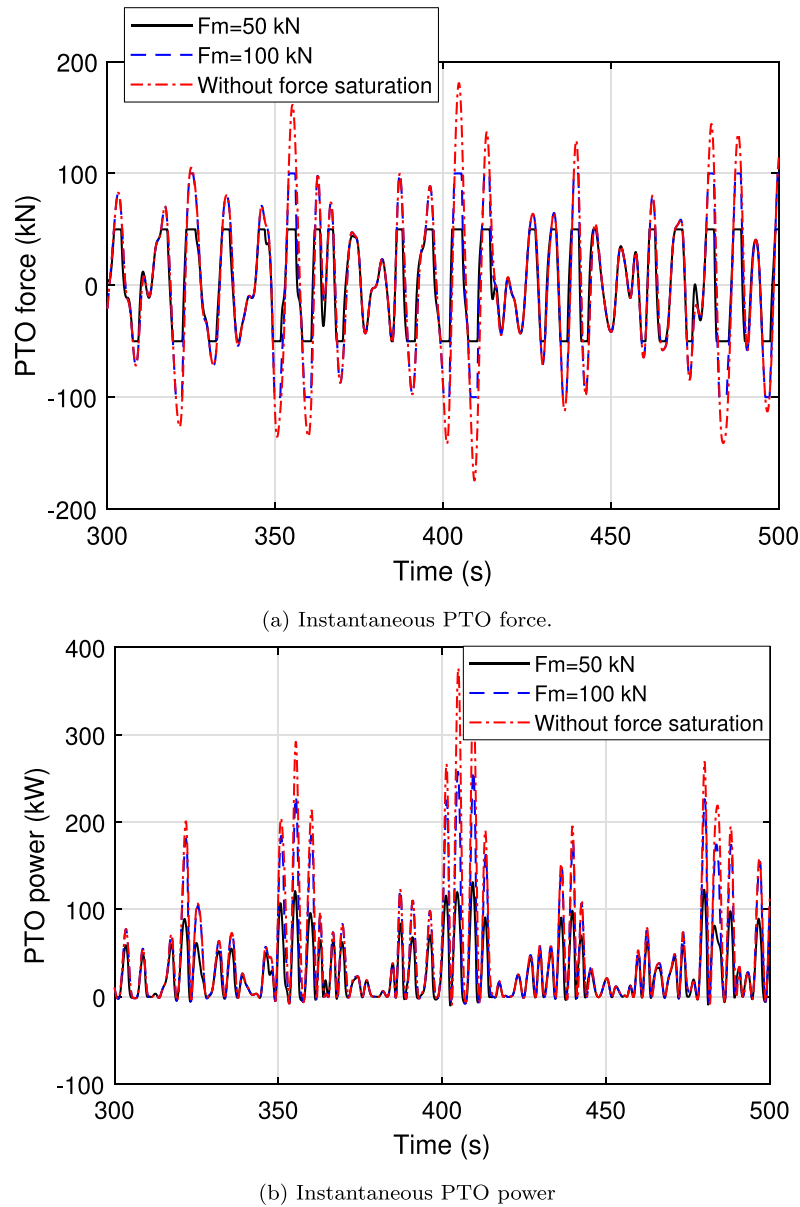 Fm=50 kN
Fm=100 kN
Without force saturation
200
100
0
-100
-200
PTO force (kN)
300 350 400 450 500
Time (s)
(a) Instantaneous PTO force.
400
300
200
100
0
-100
PTO power (kW)
Fm=50 kN
Fm=100 kN
Without force saturation
300 350 400 450 500
Time (s)
(b) Instantaneous PTO power